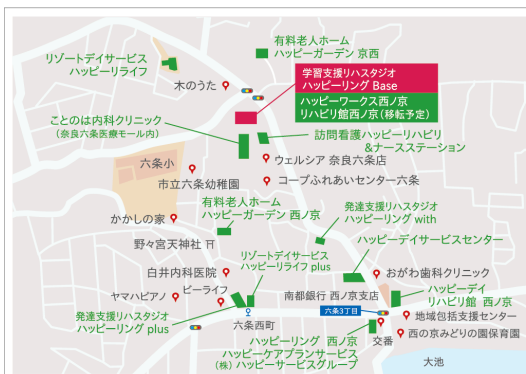 有料老人ホーム
ハッピーガーデン 京西
リゾートデイサービス
ハッピーリライフ
木のうた
学習支援リハスタジオ
ハッピーリング Base
ハッピーワークス西ノ京
リハビリ館西ノ京(移転予定)
ことのは内科クリニック
(奈良六条医療モール内)
訪問看護ハッピーリハビリ
&ナースステーション
六条小
ウェルシア 奈良六条店
市立六条幼稚園
コープふれあいセンター六条
有料老人ホーム
ハッピーガーデン 西ノ京
かかしの家
発達支援リハスタジオ
ハッピーリング with
野々宮天神社
リゾートデイサービス
ハッピーリライフ plus
ハッピーデイサービスセンター
白井内科医院
おがわ歯科クリニック
ヤマハピアノ
ビーライフ
南都銀行 西ノ京支店
ハッピーデイ
リハビリ館 西ノ京
発達支援リハスタジオ
ハッピーリング plus
六条3丁目
地域包括支援センター
六条西町
ハッピーリング 西ノ京
ハッピーケアプランサービス
(株)ハッピーサービスグループ
交番
西の京みどりの園保育園
大池